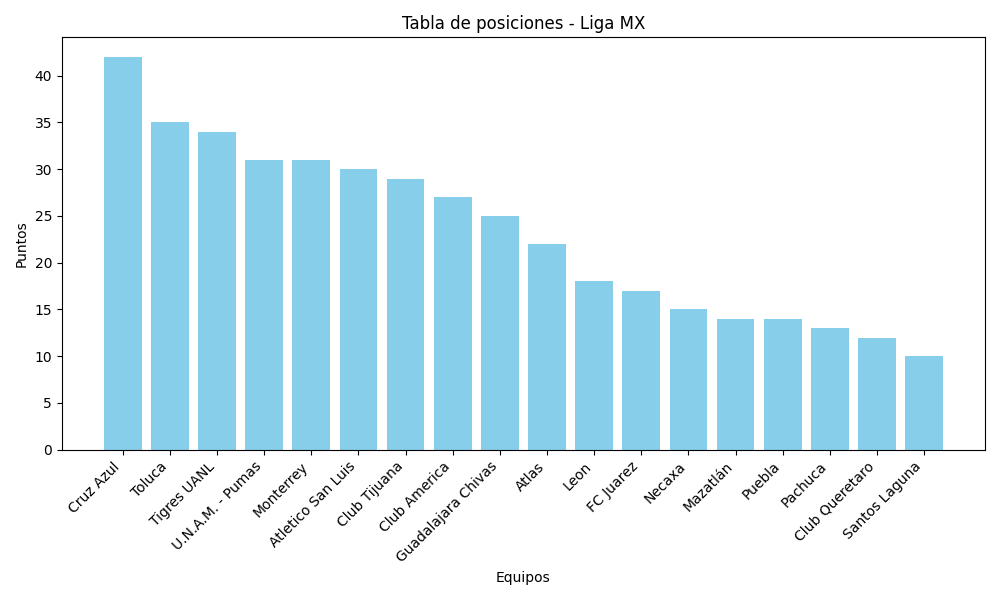 Tabla de posiciones - Liga MX
Puntos
40
35
30
25
20
15
10
5
0
Cruz Azul
Toluca
Tigres UANL
U.N.A.M. - Pumas
Monterrey
Atletico San Luis
Club Tijuana
Club America
Guadalajara Chivas
Atlas
Leon
FC Juarez
Necaxa
Mazatlán
Puebla
Pachuca
Club Queretaro
Santos Laguna
Equipos